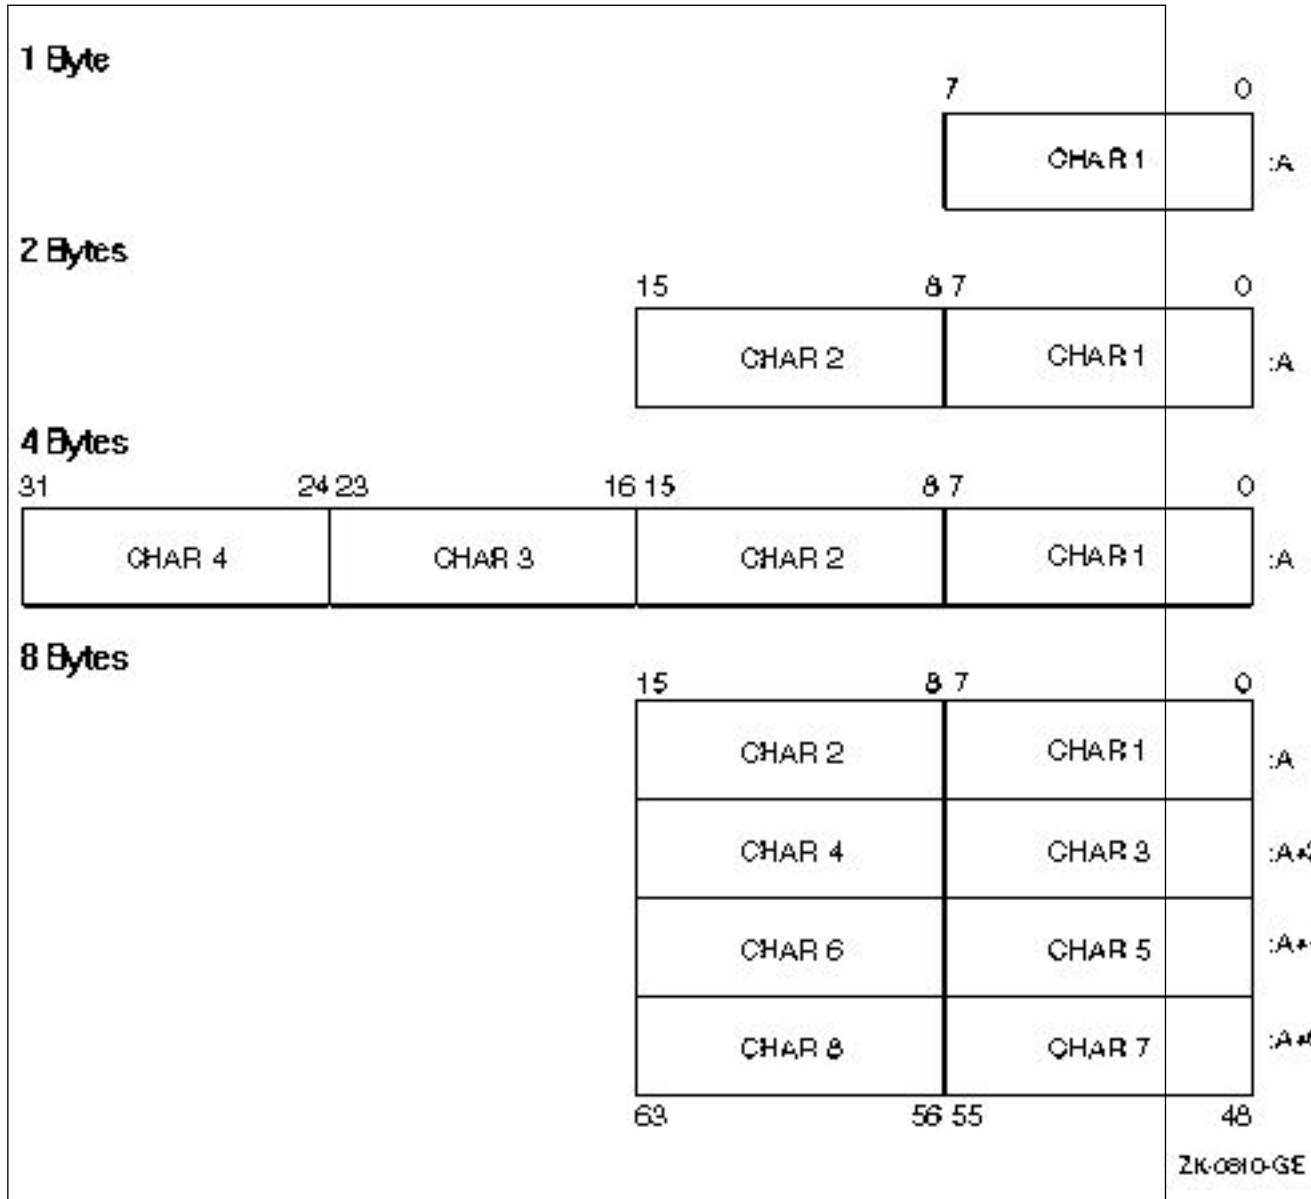 1 Byte
7 0
CHAR 1 :A
2 Bytes
15 8 7 0
CHAR 2 CHAR 1 :A
4 Bytes
31 24 23 16 15 8 7 0
CHAR 4 CHAR 3 CHAR 2 CHAR 1 :A
8 Bytes
15 8 7 0
CHAR 2 CHAR 1 :A
CHAR 4 CHAR 3
CHAR 6 CHAR 5
CHAR 8 CHAR 7
63 56 55 48
ZK-0810-GE